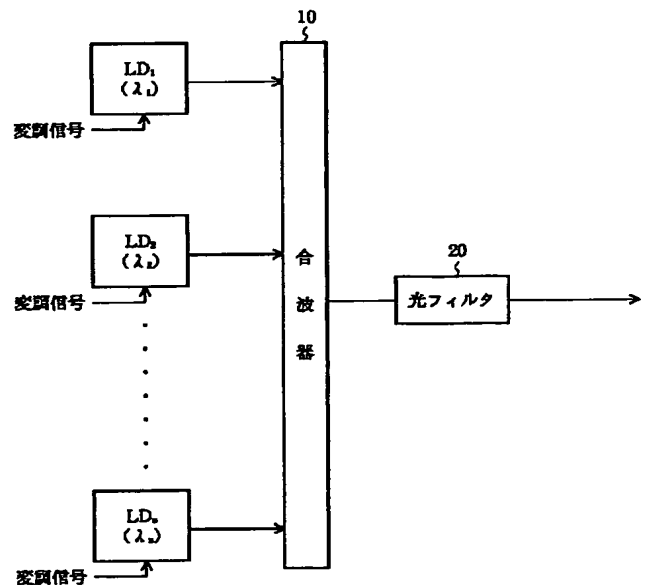 10
LD₁
(λ₁)
変調信号
LD₂
(λ₂)
変調信号
合波器
20
光フィルタ
LDₙ
(λₙ)
変調信号